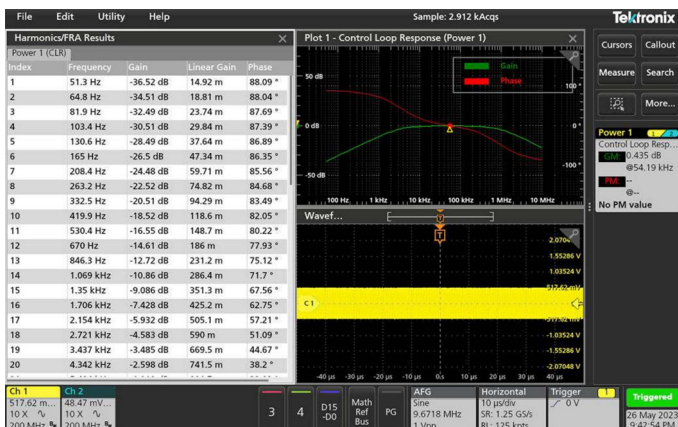 File Edit Utility Help Sample: 2.912 kAcqs Tektronix
Harmonics/FRA Results
Power 1 (CLR)
Index Frequency Gain Linear Gain Phase
1 51.3 Hz -36.52 dB 14.92 m 88.09 °
2 64.8 Hz -34.51 dB 18.81 m 88.04 °
3 81.9 Hz -32.49 dB 23.74 m 87.69 °
4 103.4 Hz -30.51 dB 29.84 m 87.39 °
5 130.6 Hz -28.49 dB 37.64 m 86.89 °
6 165 Hz -26.5 dB 47.34 m 86.35 °
7 208.4 Hz -24.48 dB 59.71 m 85.56 °
8 263.2 Hz -22.52 dB 74.82 m 84.68 °
9 332.5 Hz -20.51 dB 94.29 m 83.49 °
10 419.9 Hz -18.52 dB 118.6 m 82.05 °
11 530.4 Hz -16.55 dB 148.7 m 80.22 °
12 670 Hz -14.61 dB 186 m 77.93 °
13 846.3 Hz -12.72 dB 231.2 m 75.12 °
14 1.069 kHz -10.86 dB 286.4 m 71.7 °
15 1.35 kHz -9.086 dB 351.3 m 67.56 °
16 1.706 kHz -7.428 dB 425.2 m 62.75 °
17 2.154 kHz -5.932 dB 505.1 m 57.21 °
18 2.721 kHz -4.583 dB 590 m 51.09 °
19 3.437 kHz -3.485 dB 669.5 m 44.67 °
20 4.342 kHz -2.598 dB 741.5 m 38.2 °
Plot 1 - Control Loop Response (Power 1)
Gain
Phase
50 dB
100 °
0 dB
0 °
-100 °
-50 dB
100 Hz 1 kHz 10 kHz 100 kHz 1 MHz 10 MHz
Wavef...
T
2.0704
1.55286 V
1.03524 V
517.62 mV
C1
-517.62 mV
-1.03524 V
-1.55286 V
-2.07048 V
-40 µs -30 µs -20 µs -10 µs 0 s 10 µs 20 µs 30 µs 40 µs
Cursors Callout
Measure Search
More...
Power 1 1 2
Control Loop Resp...
GM: 0.435 dB
@54.19 kHz
PM: --
@--
No PM value
Ch 1
517.62 m...
10 X
200 MHz
Ch 2
48.47 mV...
10 X
200 MHz
3
4
D15
-D0
Math
Ref
Bus
PG
AFG
Sine
9.6718 MHz
1 Vpp
Horizontal
10 µs/div
SR: 1.25 GS/s
RL: 125 kpts
Trigger 1
0 V
Triggered
26 May 2023
9:42:54 PM